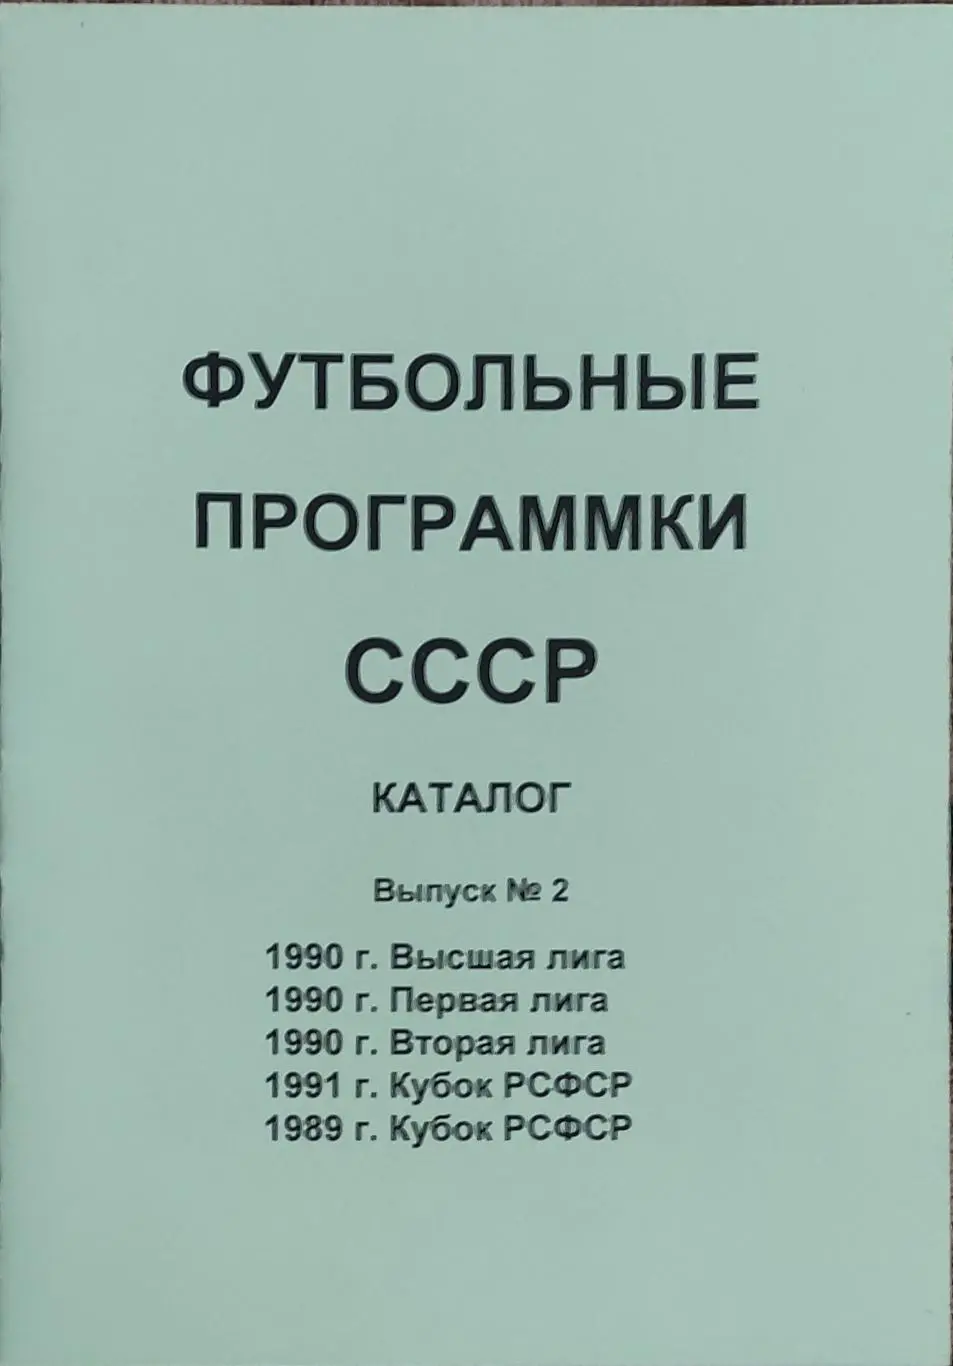 ФУТБОЛЬНЫЕ
ПРОГРАММКИ
СССР
КАТАЛОГ
Выпуск № 2
1990 г. Высшая лига
1990 г. Первая лига
1990 г. Вторая лига
1991 г. Кубок РСФСР
1989 г. Кубок РСФСР